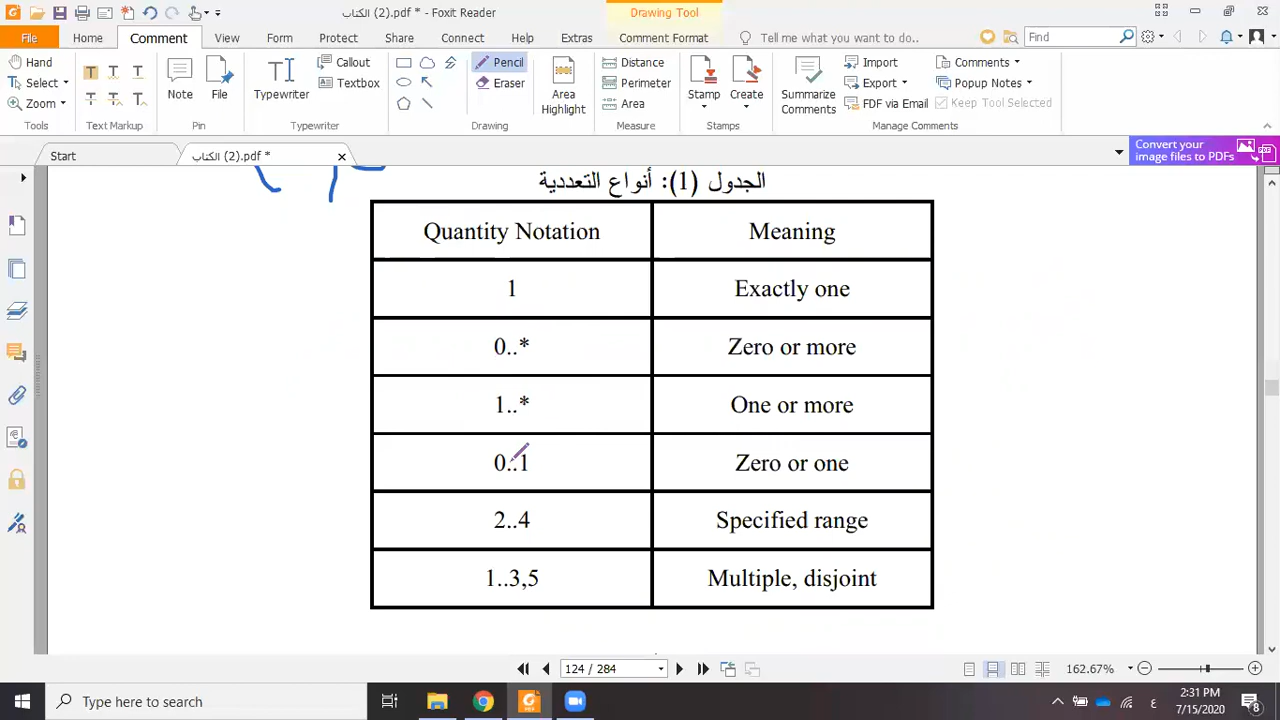 الكتاب (2).pdf * - Foxit Reader
Drawing Tool
File Home Comment View Form Protect Share Connect Help Extras Comment Format Tell me what you want to do... Find
Hand
Select
Zoom
Tools
Text Markup
Note
File
Pin
Typewriter
Callout
Textbox
Typewriter
Pencil
Eraser
Area Highlight
Drawing
Distance
Perimeter
Area
Measure
Stamp
Create
Stamps
Summarize Comments
Import
Export
FDF via Email
Comments
Popup Notes
Keep Tool Selected
Manage Comments
Start
الكتاب (2).pdf *
Convert your image files to PDFs
الجدول (1): أنواع التعددية
Quantity Notation Meaning
1 Exactly one
0..* Zero or more
1..* One or more
0..1 Zero or one
2..4 Specified range
1..3,5 Multiple, disjoint
124 / 284
162.67%
Type here to search
ع
2:31 PM
7/15/2020
8